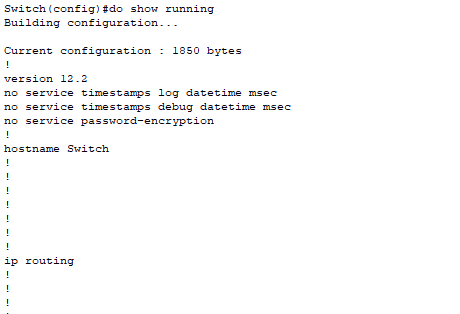 Switch(config)#do show running
Building configuration...
Current configuration : 1850 bytes
!
version 12.2
no service timestamps log datetime msec
no service timestamps debug datetime msec
no service password-encryption
!
hostname Switch
!
!
!
!
!
!
!
ip routing
!
!
!
!